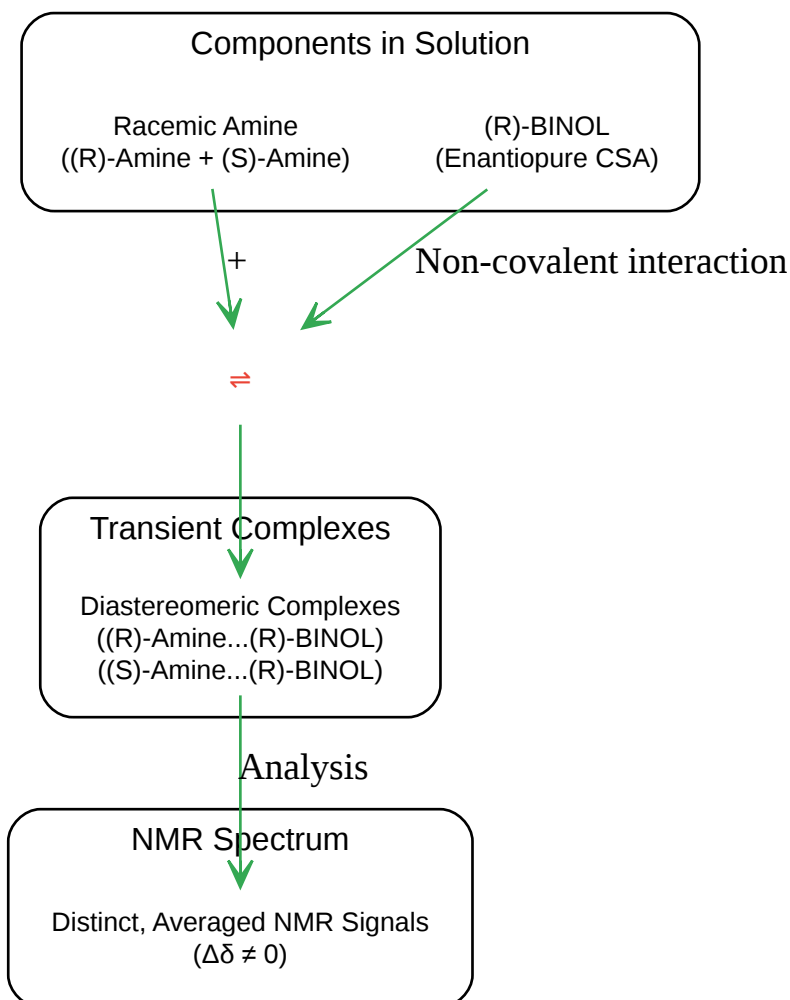 Components in Solution
Racemic Amine
((R)-Amine + (S)-Amine)
(R)-BINOL
(Enantiopure CSA)
+
Non-covalent interaction
⇌
Transient Complexes
Diastereomeric Complexes
((R)-Amine...(R)-BINOL)
((S)-Amine...(R)-BINOL)
Analysis
NMR Spectrum
Distinct, Averaged NMR Signals
(Δδ ≠ 0)